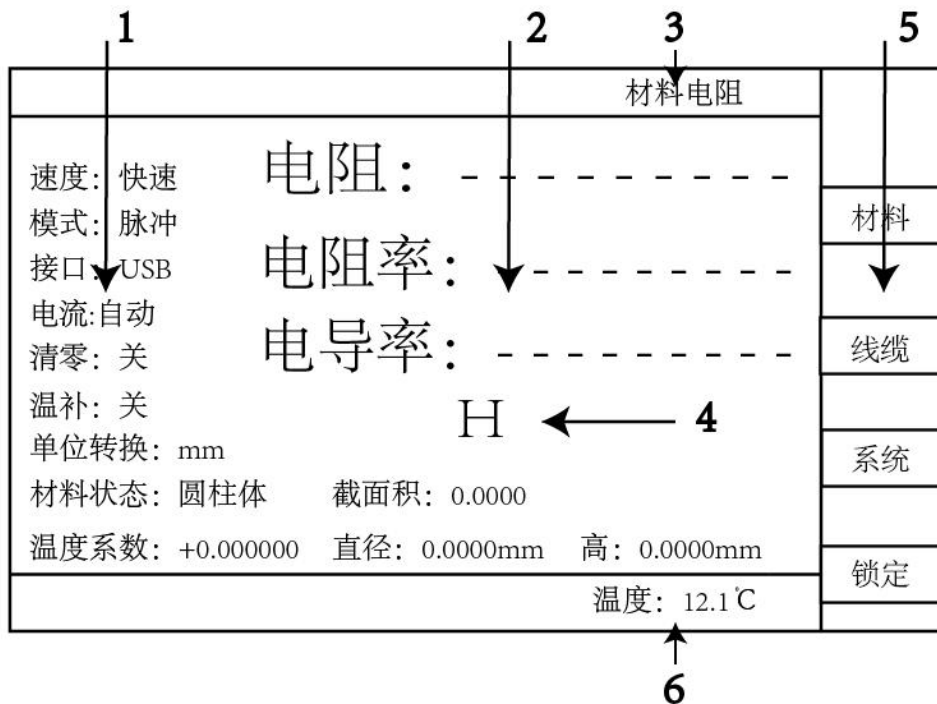 1 2 3 5
材料电阻
电阻： - - - - - - - - - -
速度：快速
模式：脉冲
材料
电阻率： - - - - - - - - -
接口：USB
电流:自动
电导率： - - - - - - - - -
清零：关
线缆
温补：关
H 4
单位转换：mm
系统
材料状态：圆柱体 截面积：0.0000
温度系数：+0.000000 直径：0.0000mm 高：0.0000mm
锁定
温度：12.1℃
6